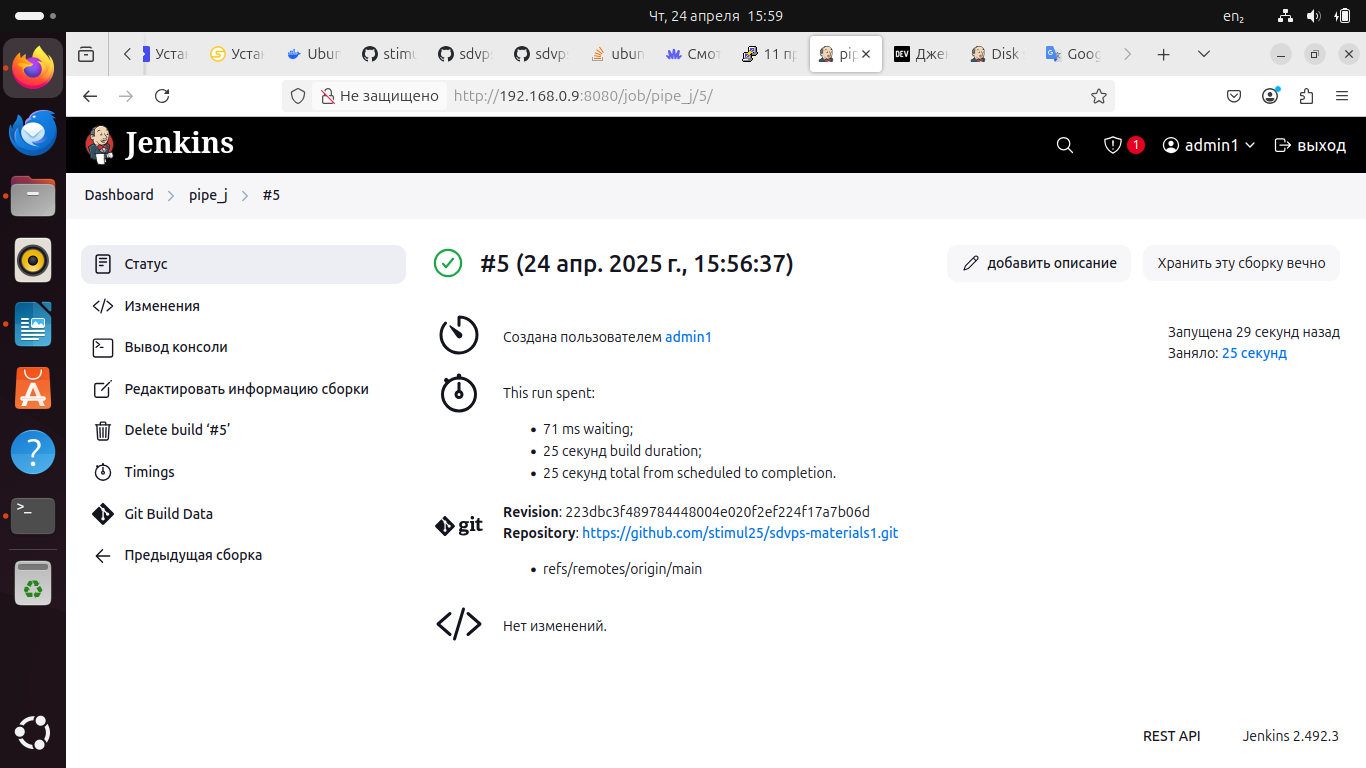 Чт, 24 апреля 15:59
en₂
Уста
Уста
Ubun
stimu
sdvp
sdvp
ubun
Смот
11 пр
pip
DEV
Дже
Disk
Goog
Не защищено
http://192.168.0.9:8080/job/pipe_j/5/
Jenkins
1
admin1
выход
Dashboard
pipe_j
#5
Статус
Изменения
Вывод консоли
Редактировать информацию сборки
Delete build ‘#5’
Timings
Git Build Data
Предыдущая сборка
#5 (24 апр. 2025 г., 15:56:37)
добавить описание
Хранить эту сборку вечно
Создана пользователем admin1
Запущена 29 секунд назад
Заняло: 25 секунд
This run spent:
71 ms waiting;
25 секунд build duration;
25 секунд total from scheduled to completion.
git
Revision: 223dbc3f489784448004e020f2ef224f17a7b06d
Repository: https://github.com/stimul25/sdvps-materials1.git
refs/remotes/origin/main
Нет изменений.
REST API
Jenkins 2.492.3